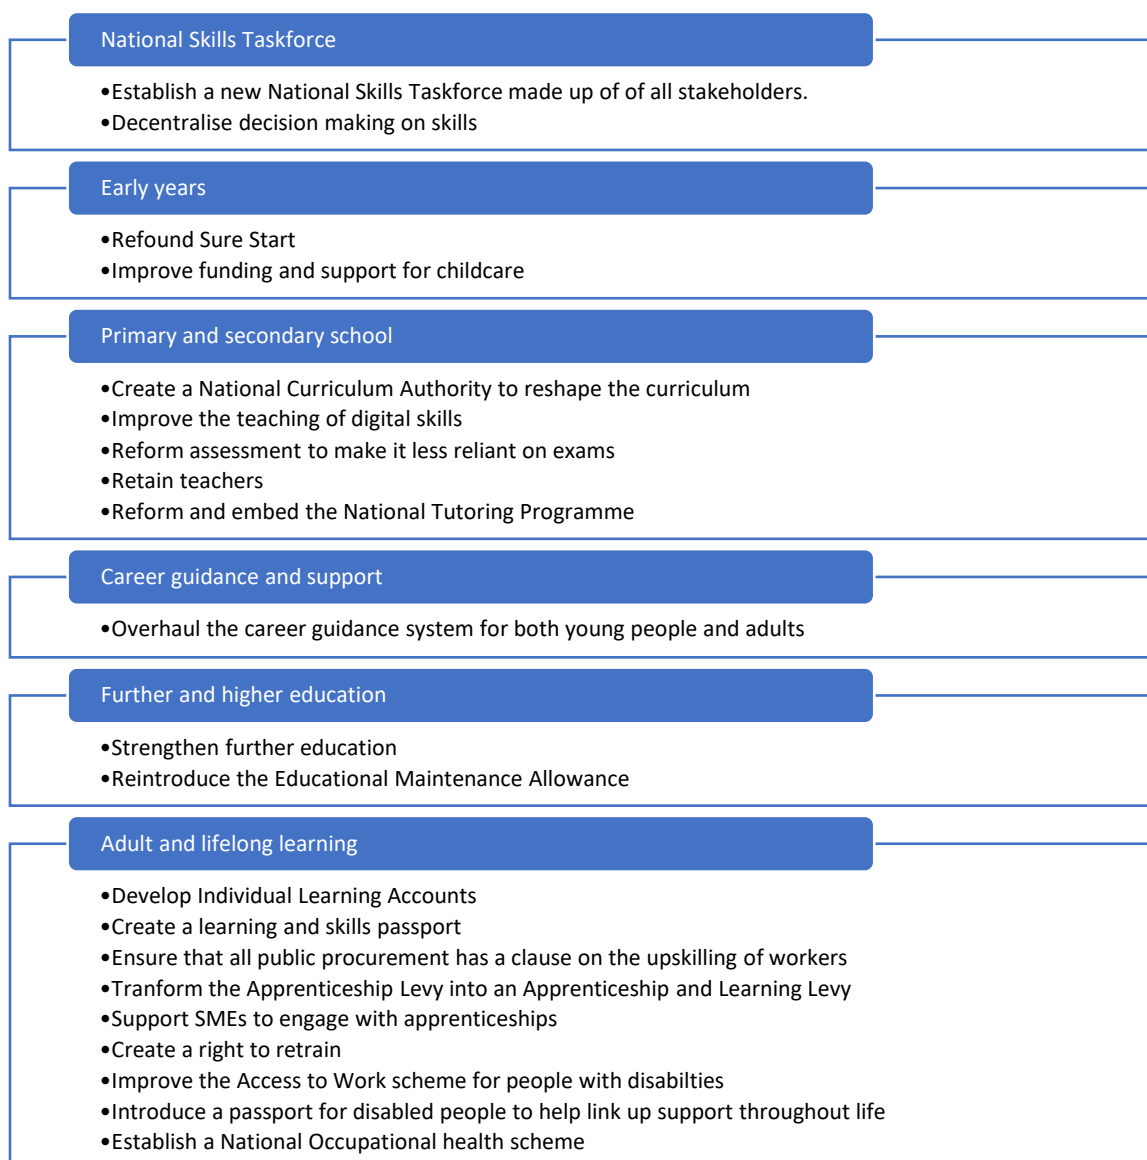 National Skills Taskforce
•Establish a new National Skills Taskforce made up of of all stakeholders.
•Decentralise decision making on skills
Early years
•Refound Sure Start
•Improve funding and support for childcare
Primary and secondary school
•Create a National Curriculum Authority to reshape the curriculum
•Improve the teaching of digital skills
•Reform assessment to make it less reliant on exams
•Retain teachers
•Reform and embed the National Tutoring Programme
Career guidance and support
•Overhaul the career guidance system for both young people and adults
Further and higher education
•Strengthen further education
•Reintroduce the Educational Maintenance Allowance
Adult and lifelong learning
•Develop Individual Learning Accounts
•Create a learning and skills passport
•Ensure that all public procurement has a clause on the upskilling of workers
•Tranform the Apprenticeship Levy into an Apprenticeship and Learning Levy
•Support SMEs to engage with apprenticeships
•Create a right to retrain
•Improve the Access to Work scheme for people with disabilties
•Introduce a passport for disabled people to help link up support throughout life
•Establish a National Occupational health scheme